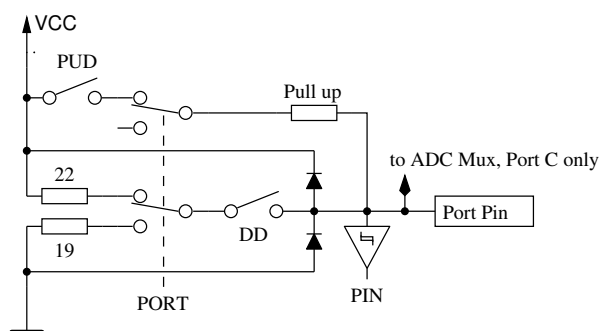 VCC
PUD
Pull up
to ADC Mux, Port C only
22
Port Pin
19
DD
PIN
PORT